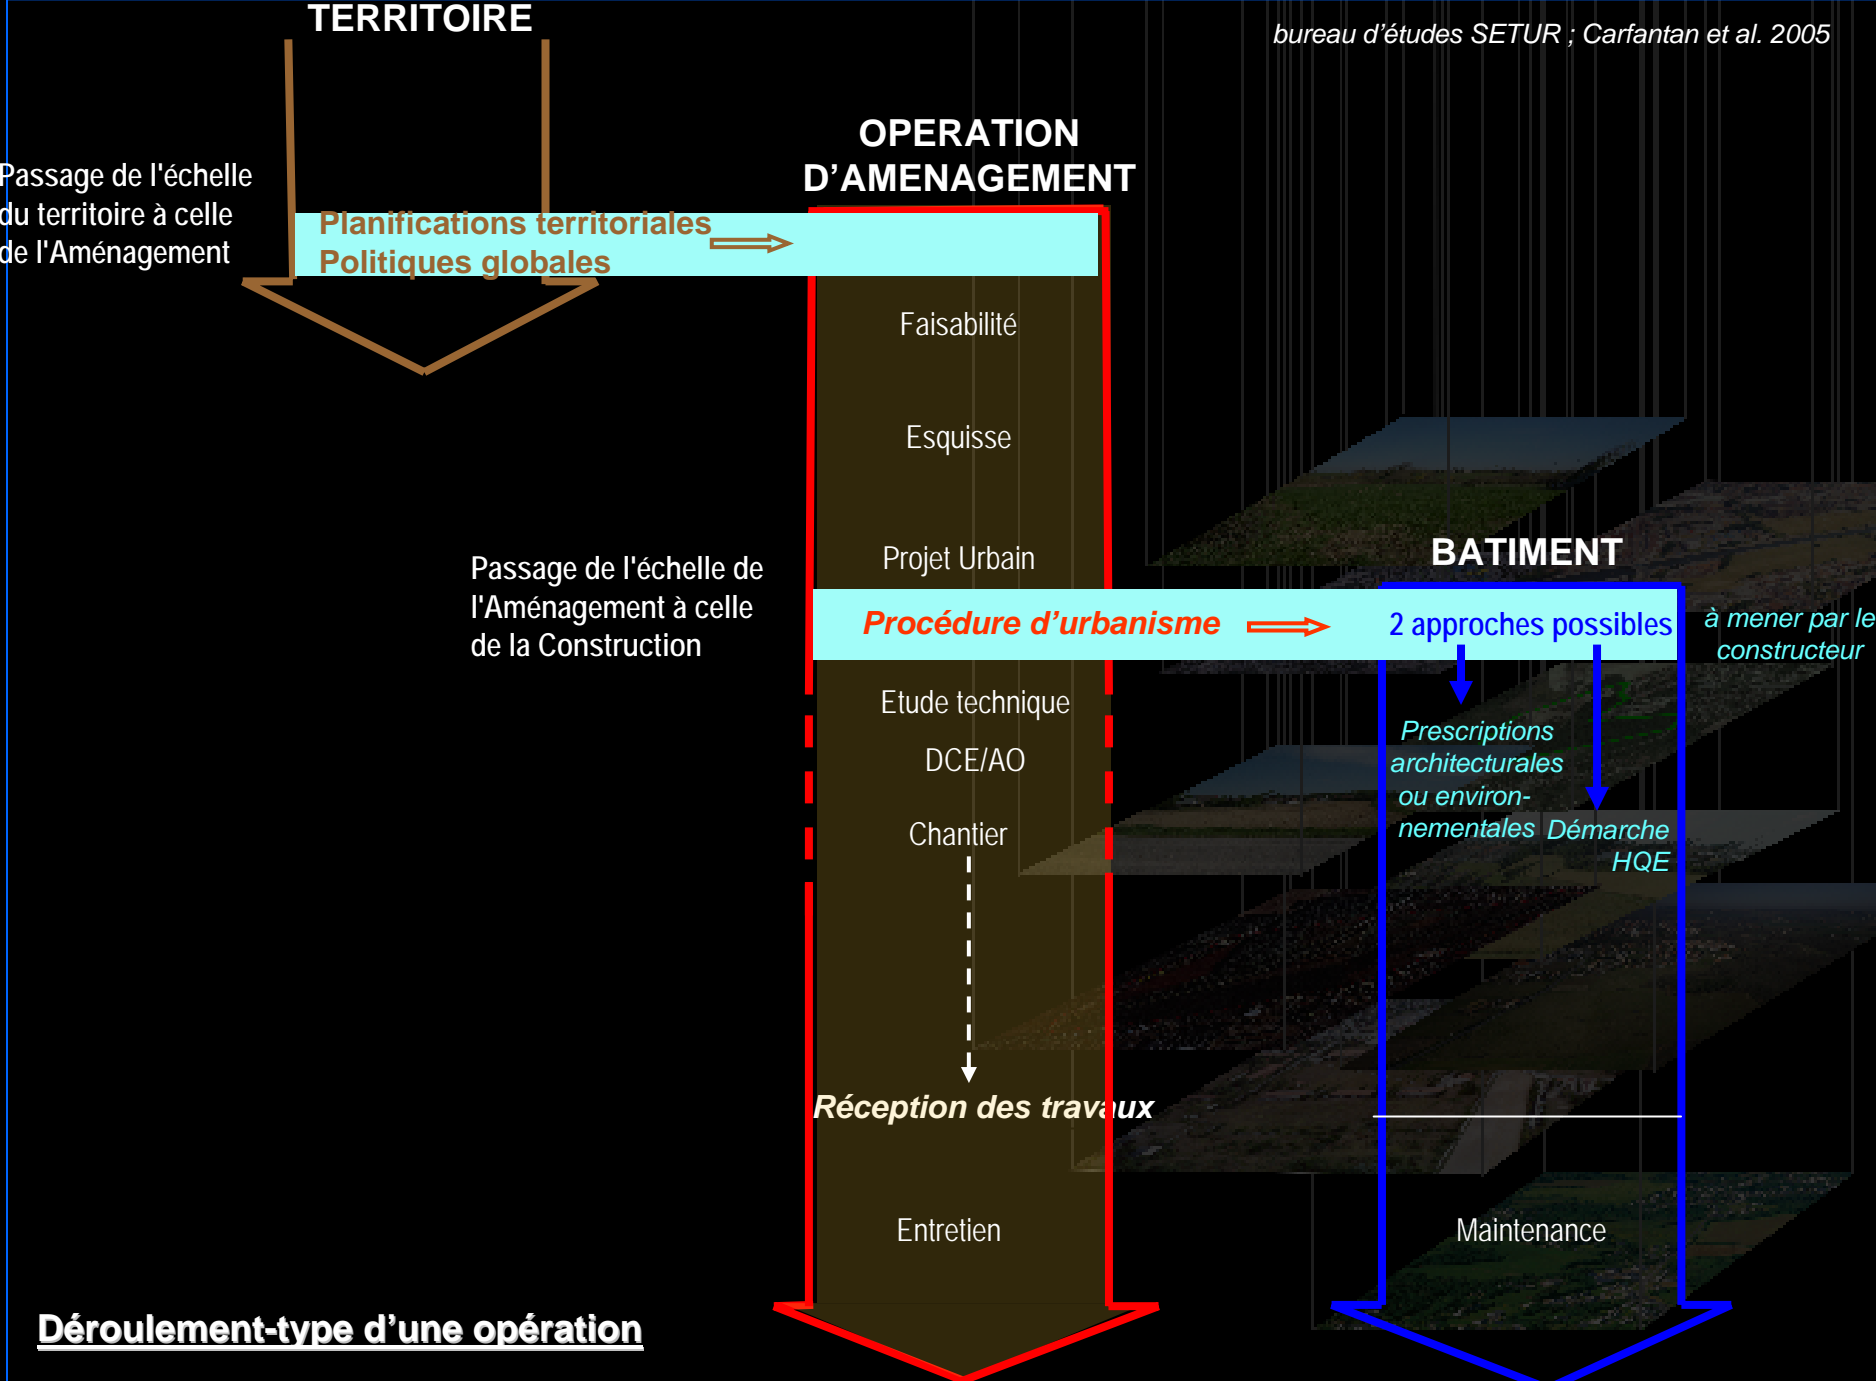 TERRITOIRE
bureau d'études SETUR ; Carfantan et al. 2005
OPERATION
D'AMENAGEMENT
Passage de l'échelle
du territoire à celle
de l'Aménagement
Planifications territoriales
Politiques globales
Faisabilité
Esquisse
Projet Urbain
Passage de l'échelle de
l'Aménagement à celle
de la Construction
BATIMENT
Procédure d'urbanisme
2 approches possibles
à mener par le
constructeur
Etude technique
DCE/AO
Chantier
Prescriptions
architecturales
ou environ-
nementales
Démarche
HQE
Réception des travaux
Entretien
Maintenance
Déroulement-type d'une opération